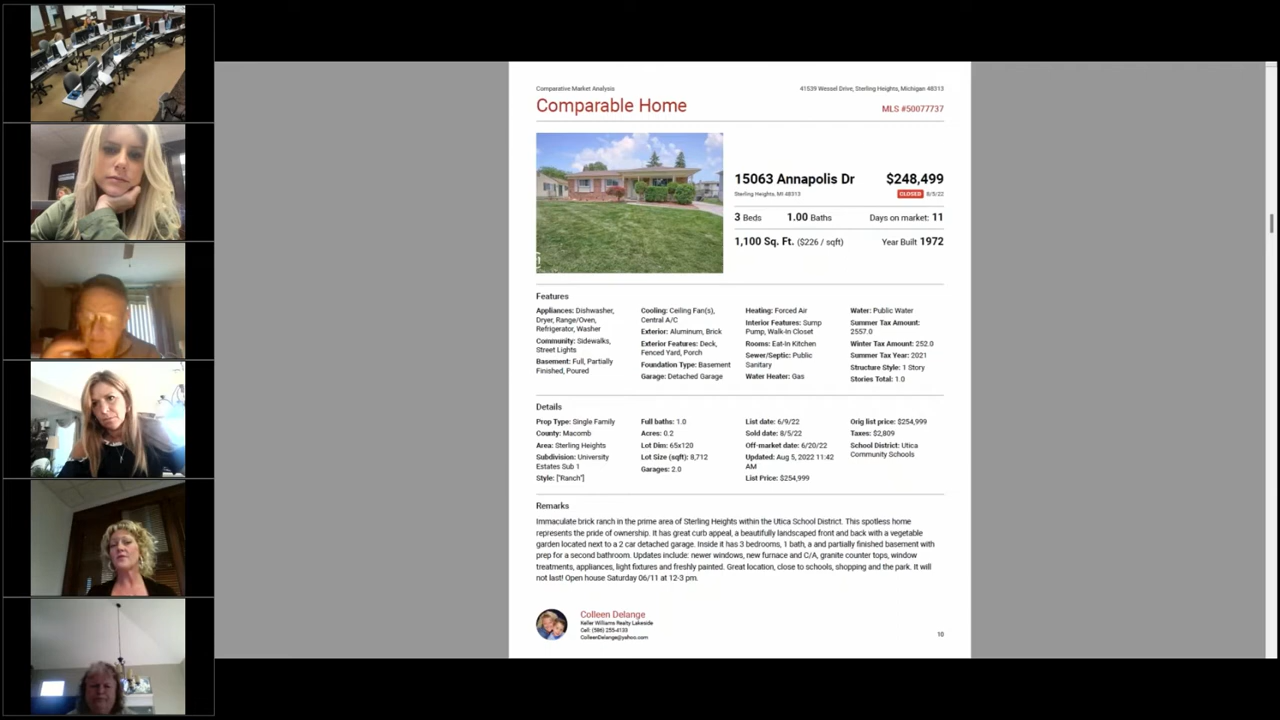 Comparative Market Analysis
41539 Wessel Drive, Sterling Heights, Michigan 48313
Comparable Home
MLS #50077737
15063 Annapolis Dr
$248,499
Sterling Heights, MI 48313
CLOSED 8/5/22
3 Beds
1.00 Baths
Days on market: 11
1,100 Sq. Ft. ($226 / sqft)
Year Built 1972
Features
Appliances: Dishwasher,
Dryer, Range/Oven,
Refrigerator, Washer
Community: Sidewalks,
Street Lights
Basement: Full, Partially
Finished, Poured
Cooling: Ceiling Fan(s),
Central A/C
Exterior: Aluminum, Brick
Exterior Features: Deck,
Fenced Yard, Porch
Foundation Type: Basement
Garage: Detached Garage
Heating: Forced Air
Interior Features: Sump
Pump, Walk-In Closet
Rooms: Eat-In Kitchen
Sewer/Septic: Public
Sanitary
Water Heater: Gas
Water: Public Water
Summer Tax Amount:
2557.0
Winter Tax Amount: 252.0
Summer Tax Year: 2021
Structure Style: 1 Story
Stories Total: 1.0
Details
Prop Type: Single Family
County: Macomb
Area: Sterling Heights
Subdivision: University
Estates Sub 1
Style: ["Ranch"]
Full baths: 1.0
Acres: 0.2
Lot Dim: 65x120
Lot Size (sqft): 8,712
Garages: 2.0
List date: 6/9/22
Sold date: 8/5/22
Off-market date: 6/20/22
Updated: Aug 5, 2022 11:42
AM
List Price: $254,999
Orig list price: $254,999
Taxes: $2,809
School District: Utica
Community Schools
Remarks
Immaculate brick ranch in the prime area of Sterling Heights within the Utica School District. This spotless home
represents the pride of ownership. It has great curb appeal, a beautifully landscaped front and back with a vegetable
garden located next to a 2 car detached garage. Inside it has 3 bedrooms, 1 bath, a and partially finished basement with
prep for a second bathroom. Updates include: newer windows, new furnace and C/A, granite counter tops, window
treatments, appliances, light fixtures and freshly painted. Great location, close to schools, shopping and the park. It will
not last! Open house Saturday 06/11 at 12-3 pm.
Colleen Delange
Keller Williams Realty Lakeside
Cell: (586) 255-4133
ColleenDelange@yahoo.com
10